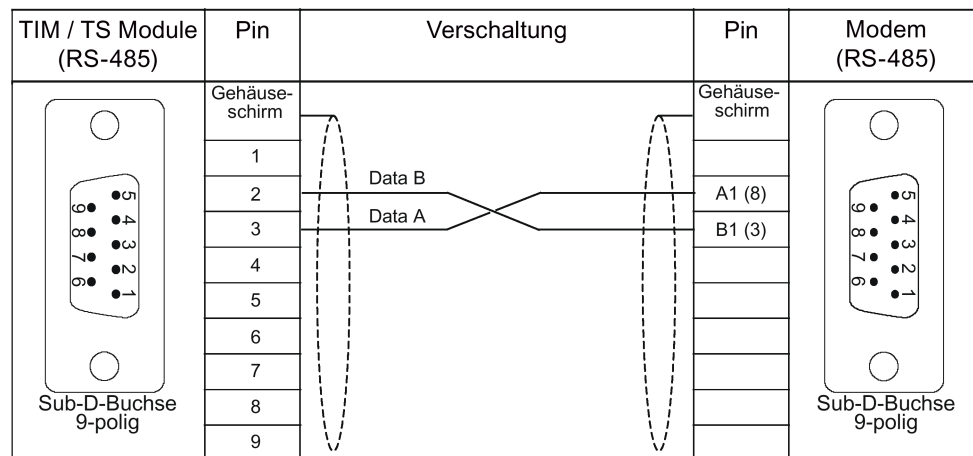 TIM / TS Module
(RS-485)
Pin
Verschaltung
Pin
Modem
(RS-485)
Gehäuse-
schirm
Gehäuse-
schirm
1
2
Data B
A1 (8)
3
Data A
B1 (3)
4
5
6
7
8
9
5
9
4
8
3
7
2
6
1
Sub-D-Buchse
9-polig
5
9
4
8
3
7
2
6
1
Sub-D-Buchse
9-polig